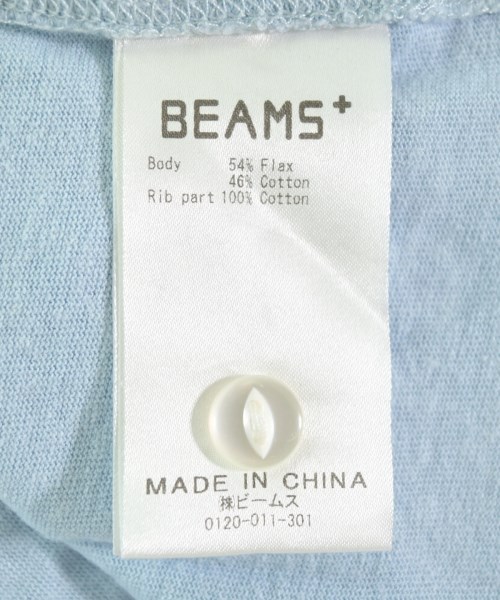 BEAMS+
Body 54% Flax
46% Cotton
Rib part 100% Cotton
MADE IN CHINA
㈱ビームス
0120-011-301